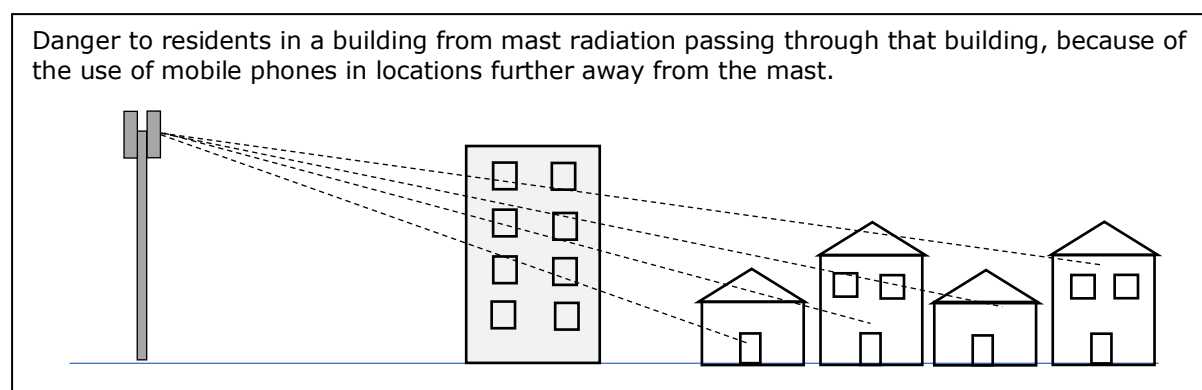 Danger to residents in a building from mast radiation passing through that building, because of
the use of mobile phones in locations further away from the mast.